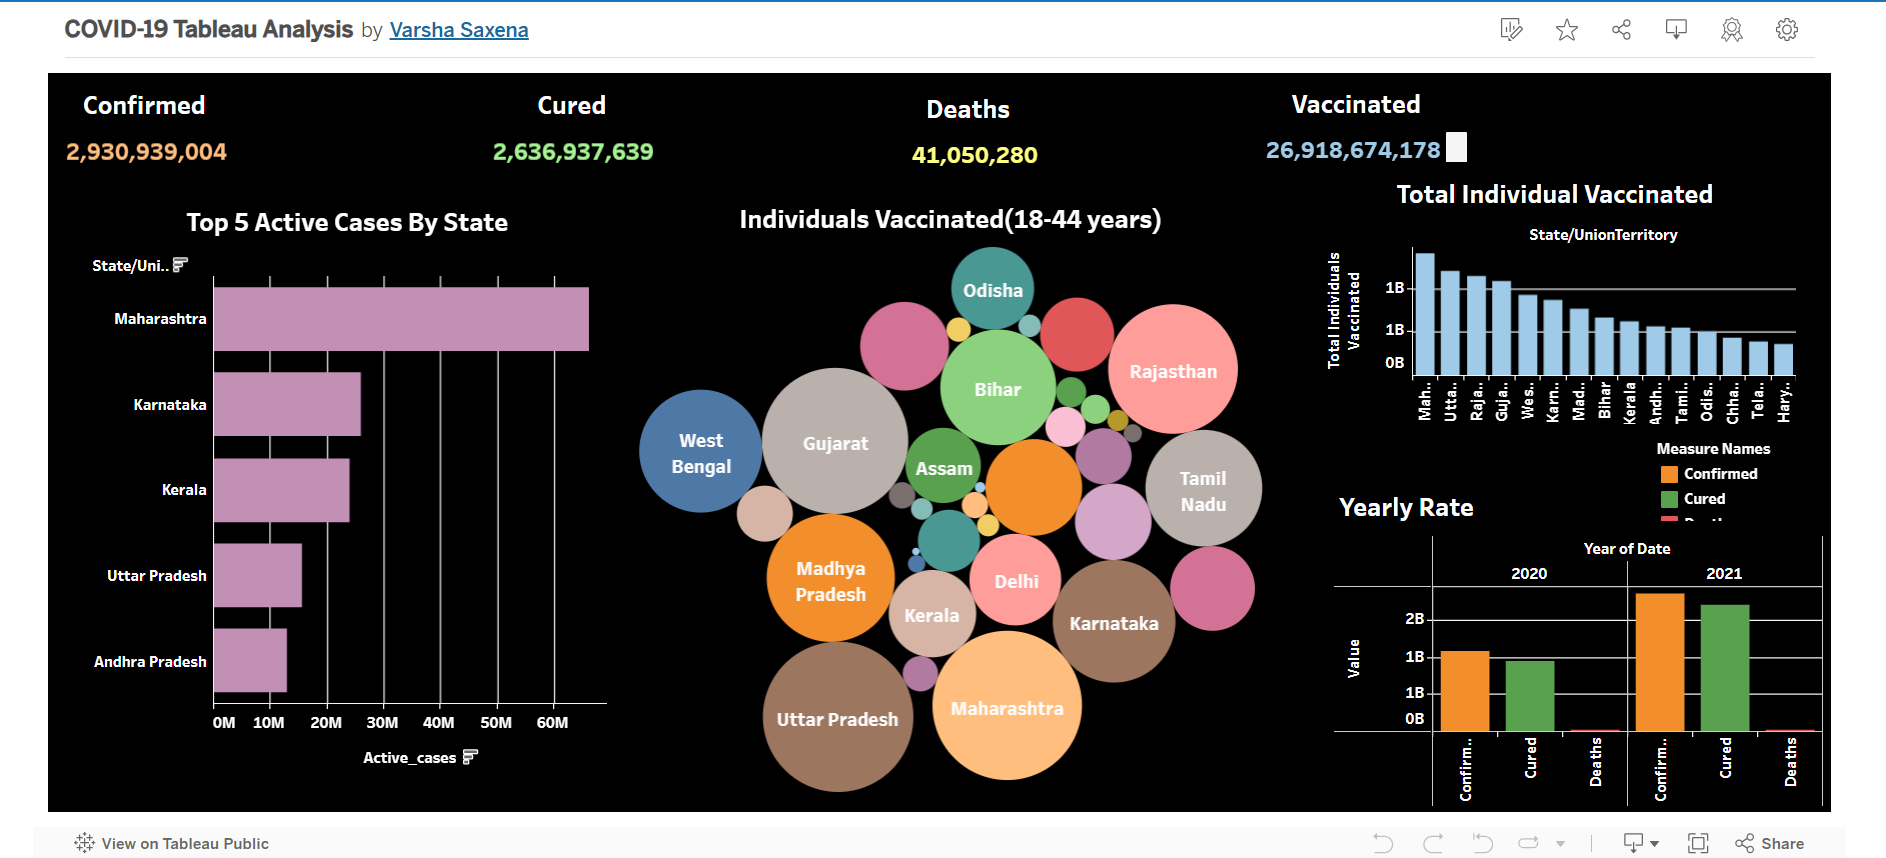 COVID-19 Tableau Analysis by Varsha Saxena
Confirmed
2,930,939,004
Cured
2,636,937,639
Deaths
41,050,280
Vaccinated
26,918,674,178
Top 5 Active Cases By State
State/Uni..
Maharashtra
Karnataka
Kerala
Uttar Pradesh
Andhra Pradesh
0M 10M 20M 30M 40M 50M 60M
Active_cases
Individuals Vaccinated(18-44 years)
Odisha
Bihar
Rajasthan
West
Bengal
Gujarat
Assam
Tamil
Nadu
Madhya
Pradesh
Delhi
Kerala
Karnataka
Uttar Pradesh
Maharashtra
Total Individual Vaccinated
State/UnionTerritory
Total Individuals
Vaccinated
1B
1B
0B
Mah.. Utta.. Raja.. Guja.. Wes.. Karn.. Mad.. Bihar Kerala Andh.. Tami.. Odis.. Chha.. Tela.. Hary..
Measure Names
Confirmed
Cured
Yearly Rate
Year of Date
2020 2021
Value
2B
1B
1B
0B
Confirm.. Cured Deaths Confirm.. Cured Deaths
View on Tableau Public
Share